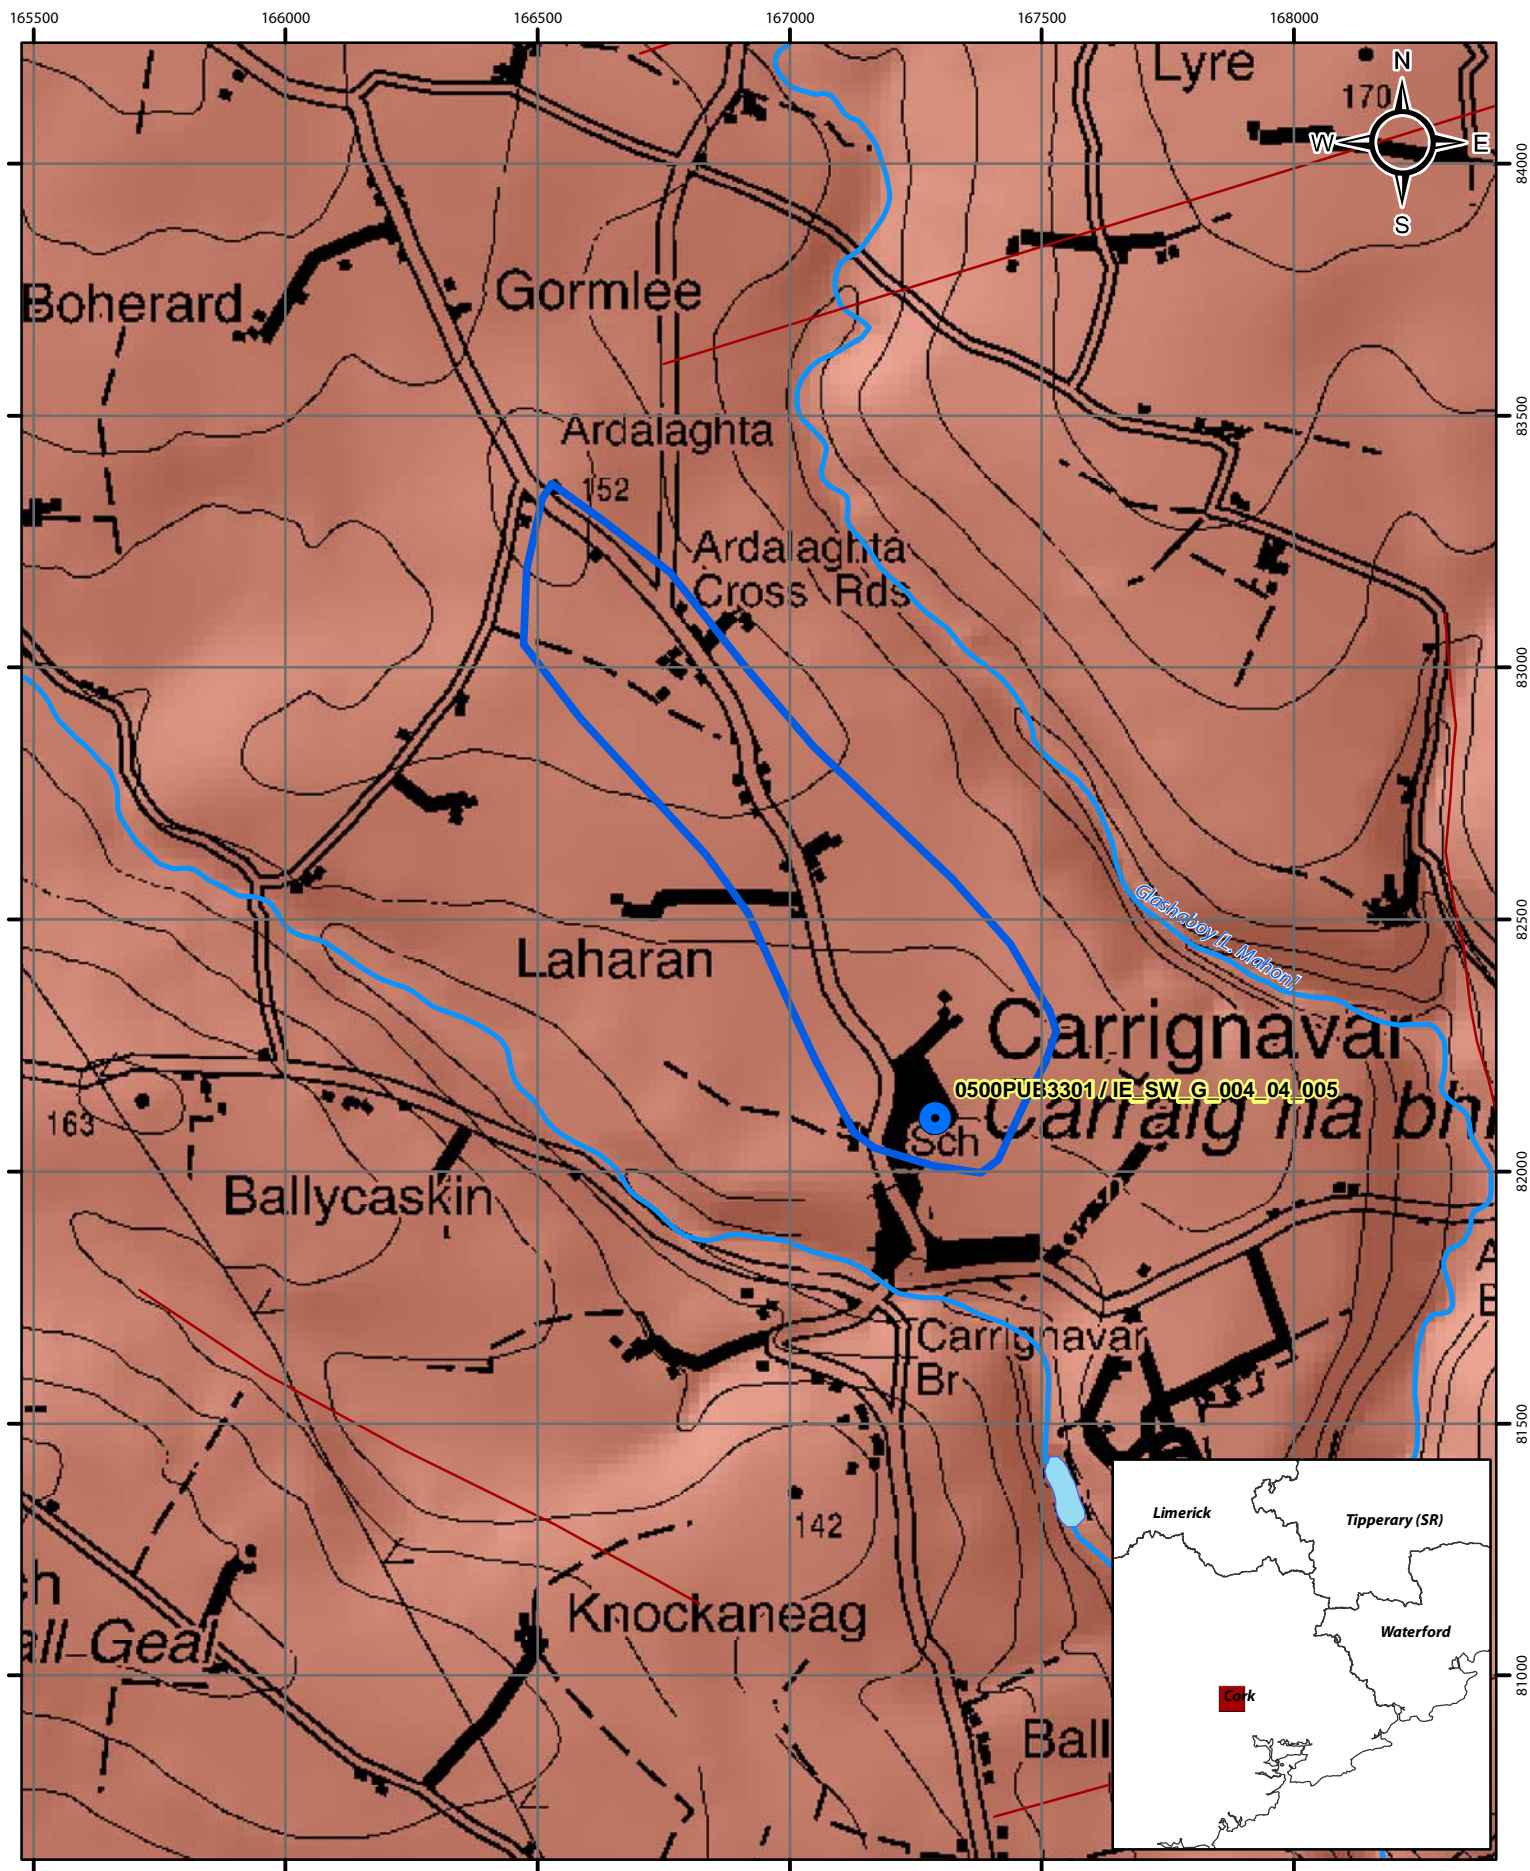 165500 166000 166500 167000 167500 168000
Lyre
N
170
W E
S
84000
Boherard
Gormlee
83500
Ardalaghta
152
Ardalaghta
Cross Rds
83000
Glashaboy [L. Mahon]
82500
Laharan
Carrignavar
0500PUB3301 / IE_SW_G_004_04_005
Carraig na bh
163
Sch
82000
Ballycaskin
Carrignavar
Br
81500
142
Limerick
Tipperary (SR)
Knockaneag
all Geal
Waterford
81000
Cork
Ball